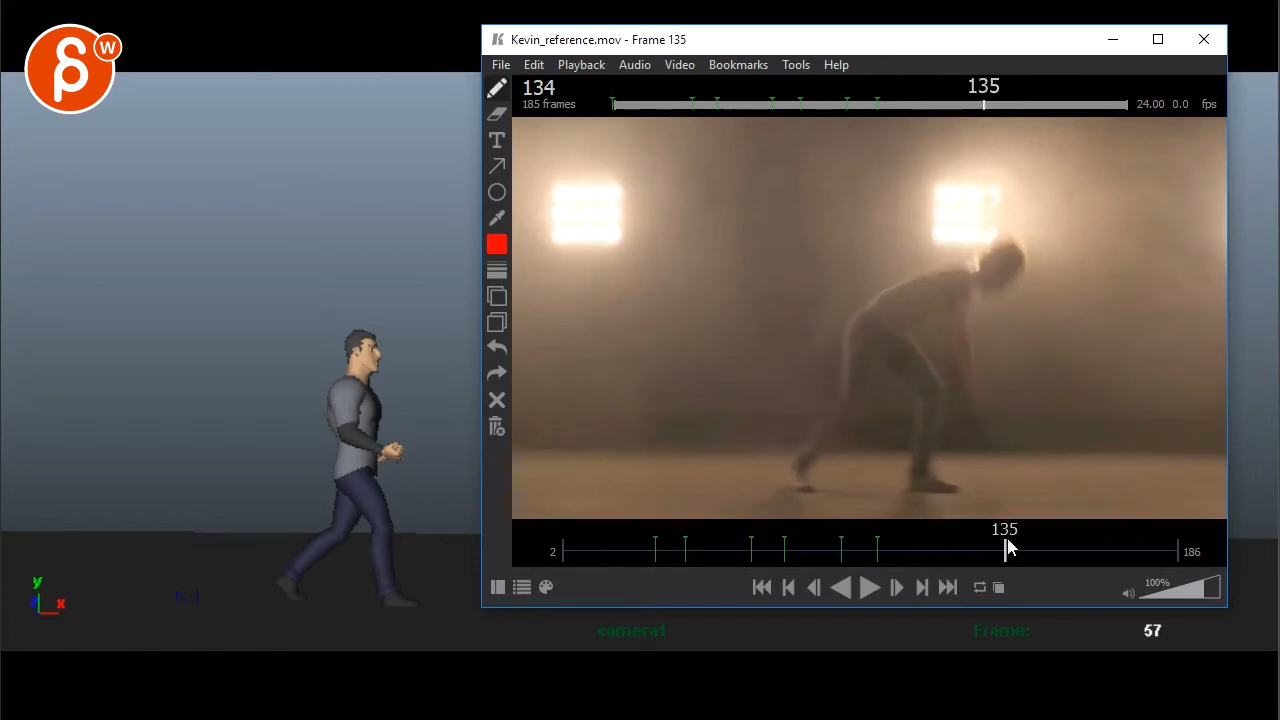 W
Kevin_reference.mov - Frame 135
File Edit Playback Audio Video Bookmarks Tools Help
134
185 frames
135
24.00 0.0 fps
T
135
2
186
100%
y
x
camera1
Frame:
57